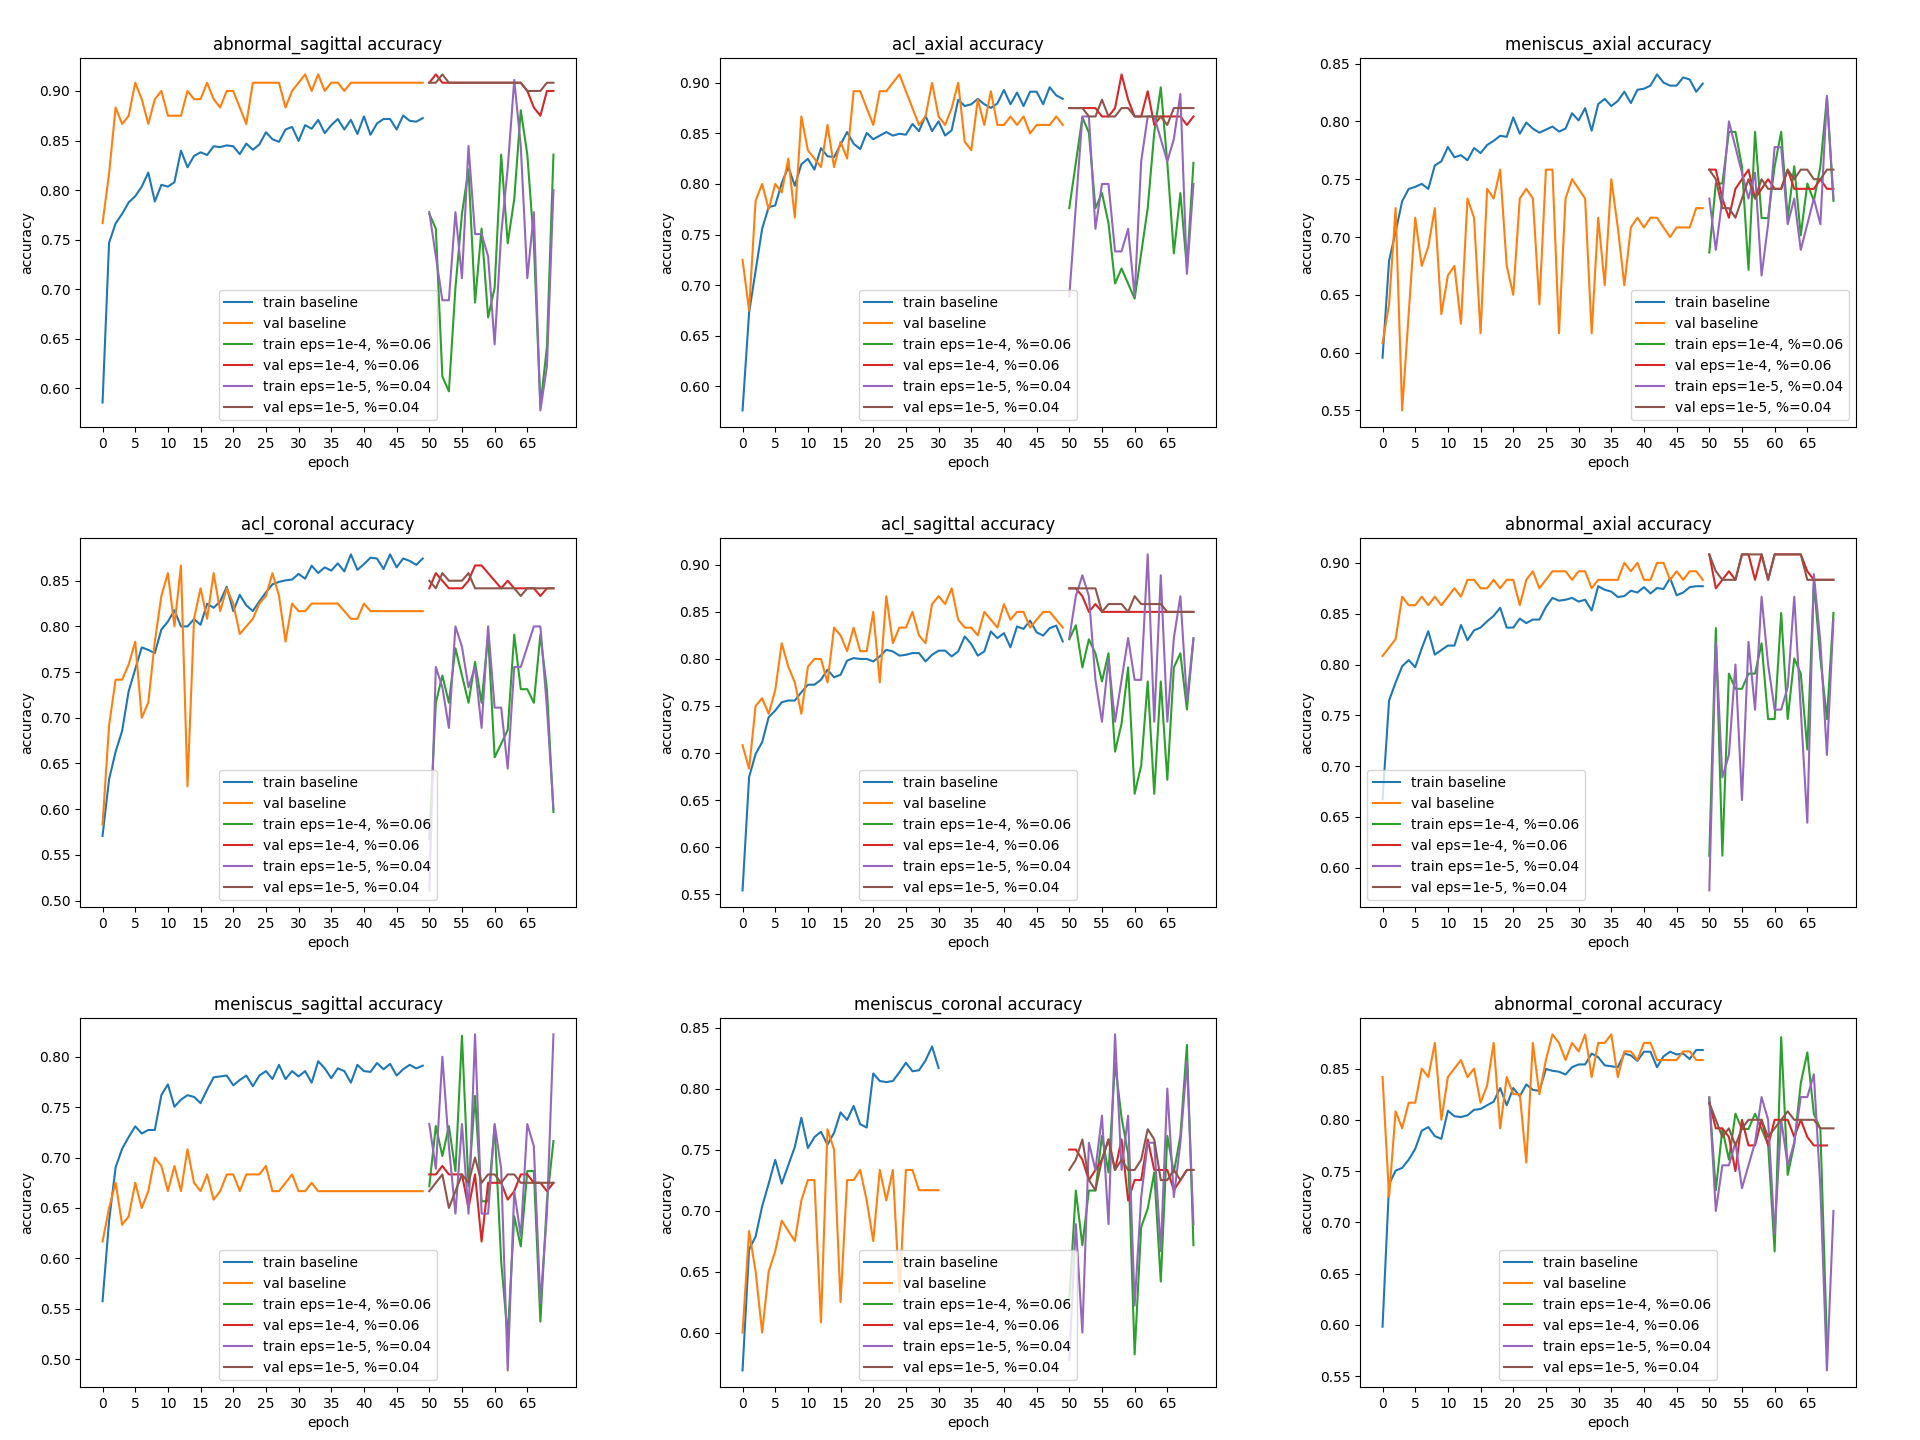 abnormal_sagittal accuracy
accuracy
0.90
0.85
0.80
0.75
0.70
0.65
0.60
train baseline
val baseline
train eps=1e-4, %=0.06
val eps=1e-4, %=0.06
train eps=1e-5, %=0.04
val eps=1e-5, %=0.04
0 5 10 15 20 25 30 35 40 45 50 55 60 65
epoch
acl_axial accuracy
accuracy
0.90
0.85
0.80
0.75
0.70
0.65
0.60
train baseline
val baseline
train eps=1e-4, %=0.06
val eps=1e-4, %=0.06
train eps=1e-5, %=0.04
val eps=1e-5, %=0.04
0 5 10 15 20 25 30 35 40 45 50 55 60 65
epoch
meniscus_axial accuracy
accuracy
0.85
0.80
0.75
0.70
0.65
0.60
0.55
train baseline
val baseline
train eps=1e-4, %=0.06
val eps=1e-4, %=0.06
train eps=1e-5, %=0.04
val eps=1e-5, %=0.04
0 5 10 15 20 25 30 35 40 45 50 55 60 65
epoch
acl_coronal accuracy
accuracy
0.85
0.80
0.75
0.70
0.65
0.60
0.55
0.50
train baseline
val baseline
train eps=1e-4, %=0.06
val eps=1e-4, %=0.06
train eps=1e-5, %=0.04
val eps=1e-5, %=0.04
0 5 10 15 20 25 30 35 40 45 50 55 60 65
epoch
acl_sagittal accuracy
accuracy
0.90
0.85
0.80
0.75
0.70
0.65
0.60
0.55
train baseline
val baseline
train eps=1e-4, %=0.06
val eps=1e-4, %=0.06
train eps=1e-5, %=0.04
val eps=1e-5, %=0.04
0 5 10 15 20 25 30 35 40 45 50 55 60 65
epoch
abnormal_axial accuracy
accuracy
0.90
0.85
0.80
0.75
0.70
0.65
0.60
train baseline
val baseline
train eps=1e-4, %=0.06
val eps=1e-4, %=0.06
train eps=1e-5, %=0.04
val eps=1e-5, %=0.04
0 5 10 15 20 25 30 35 40 45 50 55 60 65
epoch
meniscus_sagittal accuracy
accuracy
0.80
0.75
0.70
0.65
0.60
0.55
0.50
train baseline
val baseline
train eps=1e-4, %=0.06
val eps=1e-4, %=0.06
train eps=1e-5, %=0.04
val eps=1e-5, %=0.04
0 5 10 15 20 25 30 35 40 45 50 55 60 65
epoch
meniscus_coronal accuracy
accuracy
0.85
0.80
0.75
0.70
0.65
0.60
train baseline
val baseline
train eps=1e-4, %=0.06
val eps=1e-4, %=0.06
train eps=1e-5, %=0.04
val eps=1e-5, %=0.04
0 5 10 15 20 25 30 35 40 45 50 55 60 65
epoch
abnormal_coronal accuracy
accuracy
0.85
0.80
0.75
0.70
0.65
0.60
0.55
train baseline
val baseline
train eps=1e-4, %=0.06
val eps=1e-4, %=0.06
train eps=1e-5, %=0.04
val eps=1e-5, %=0.04
0 5 10 15 20 25 30 35 40 45 50 55 60 65
epoch